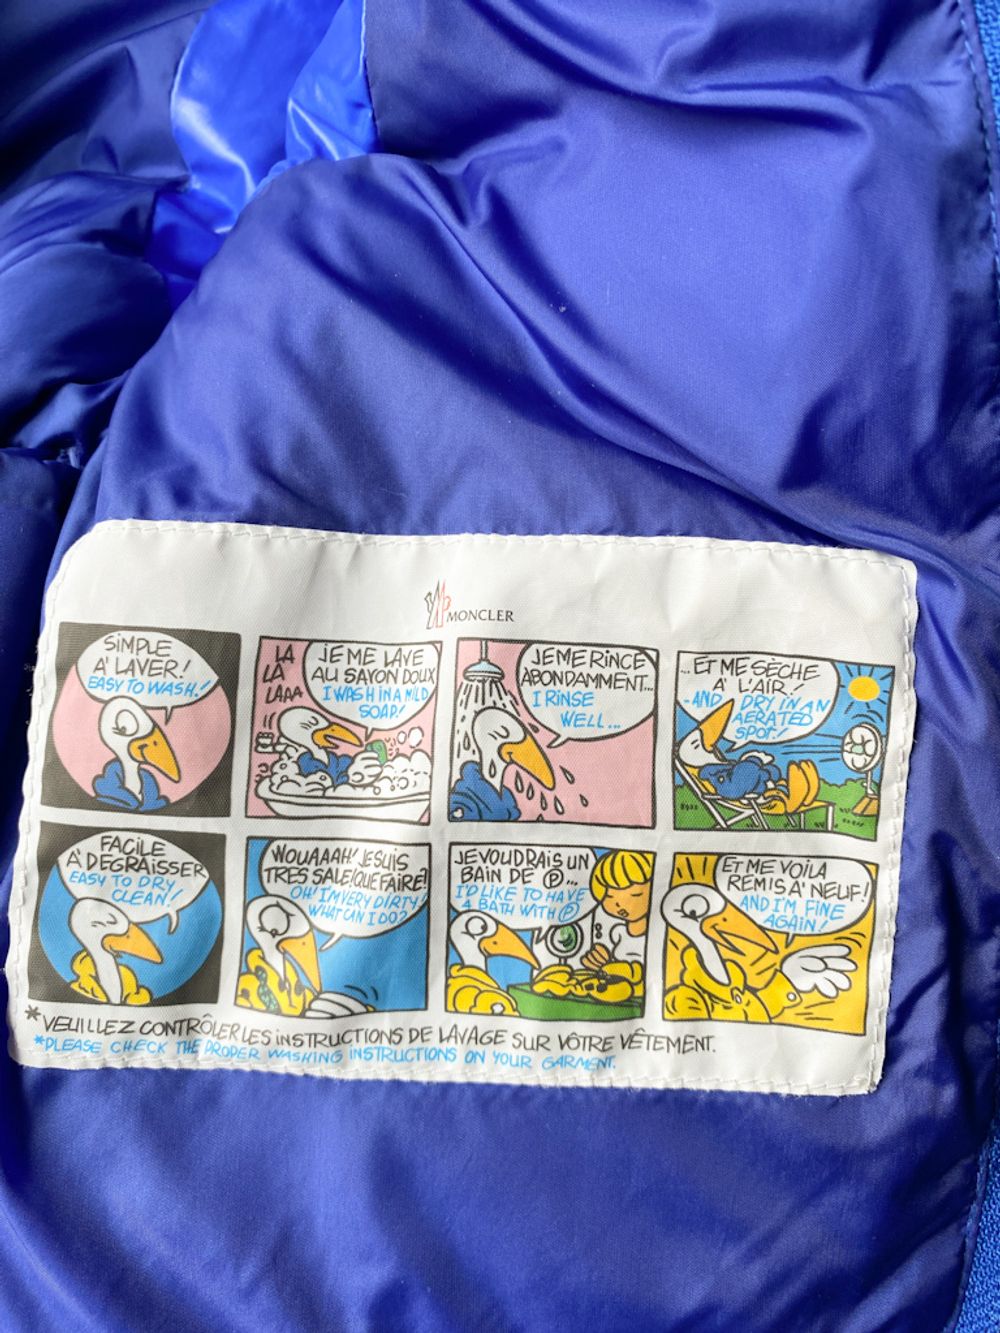 MONCLER
SiMPLE
A' LAVER!
EASY TO WASH!
LA
LA
LAAA
JE ME LAVE
AU SAVON DOUX
I WASH IN A MILD
SOAP!
JE ME RiNCE
ABONDAMMENT...
I RINSE
WELL...
...ET ME SÈCHE
A' L'AIR!
-AND DRY IN AN
AERATED
SPOT!
FACILE
A' DEGRAISSER
EASY TO DRY
CLEAN!
WOUAAAH! JE SUIS
TRES SALE! QUE FAIRE?
OH! I'M VERY DIRTY!
WHAT CAN I DO?
JE VOUDRAIS UN
BAIN DE Ⓟ...
I'D LIKE TO HAVE
A BATH WITH Ⓟ
ET ME VOILA
REMIS A' NEUF!
AND I'M FINE
AGAIN!
*VEUILLEZ CONTRÔLER LES iNSTRUCTIONS DE LAVAGE SUR VÔTRE VÊTEMENT.
*PLEASE CHECK THE PROPER WASHING INSTRUCTIONS ON YOUR GARMENT.